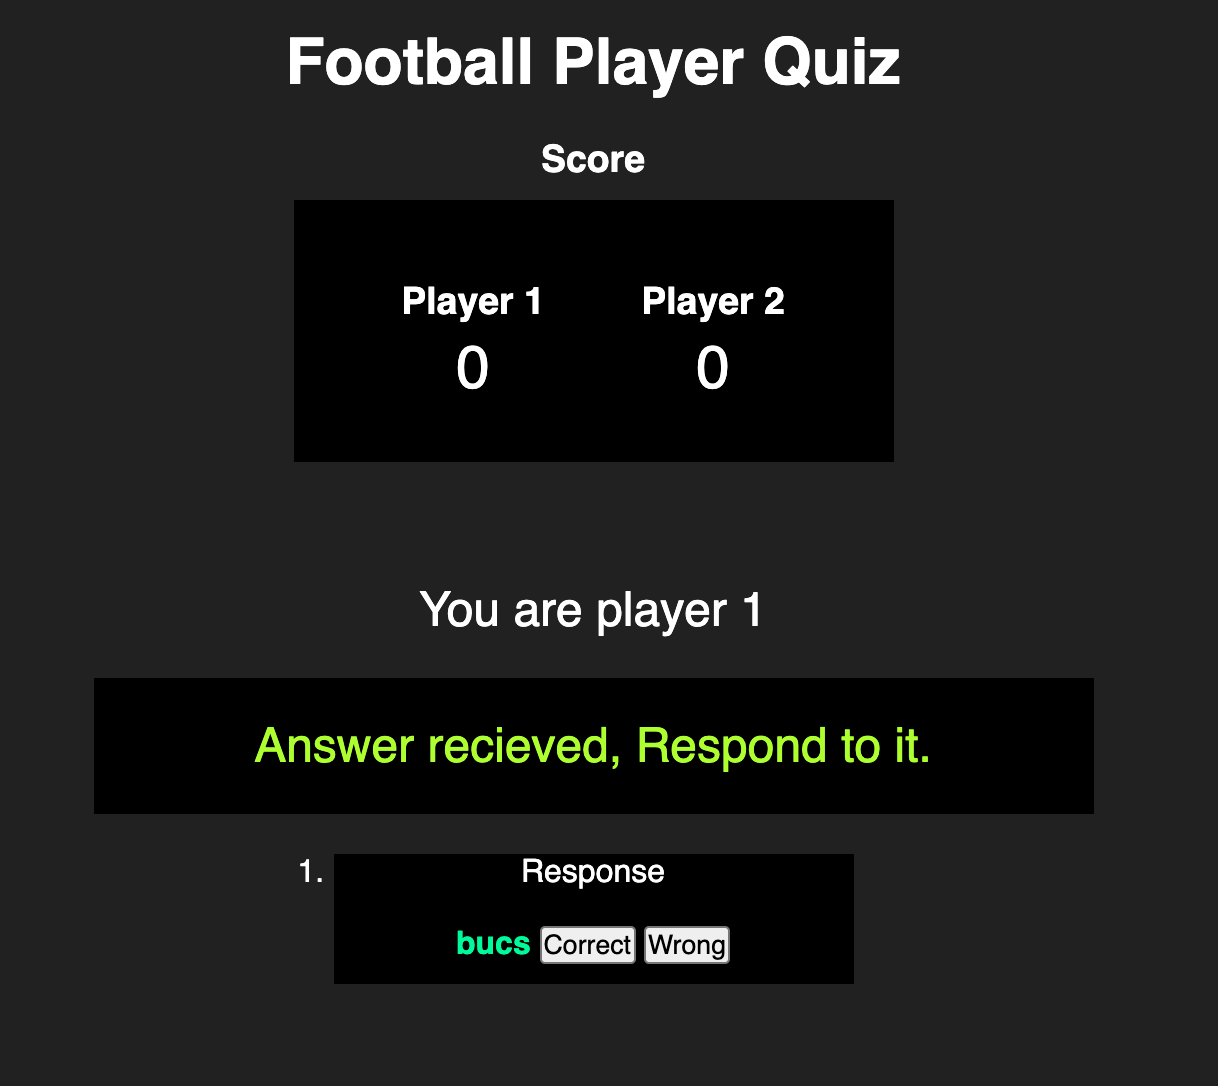 Football Player Quiz
Score
Player 1 Player 2
0 0
You are player 1
Answer recieved, Respond to it.
1. Response
bucs Correct Wrong